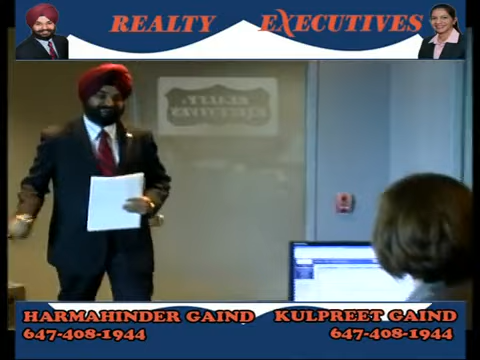 REALTY EXECUTIVES
HARMAHINDER GAIND KULPREET GAIND
647-408-1944 647-408-1944